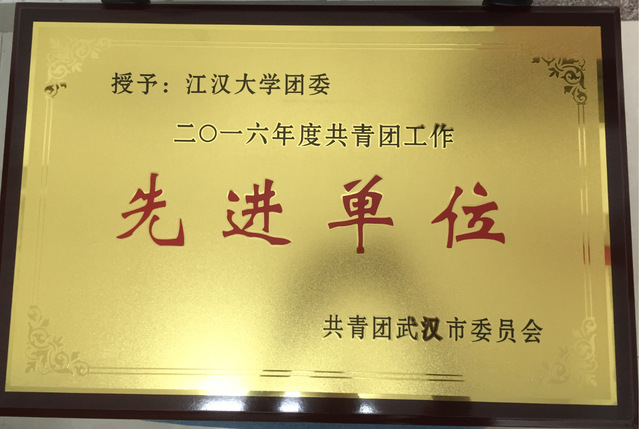 授予：江汉大学团委
二〇一六年度共青团工作
先进单位
共青团武汉市委员会